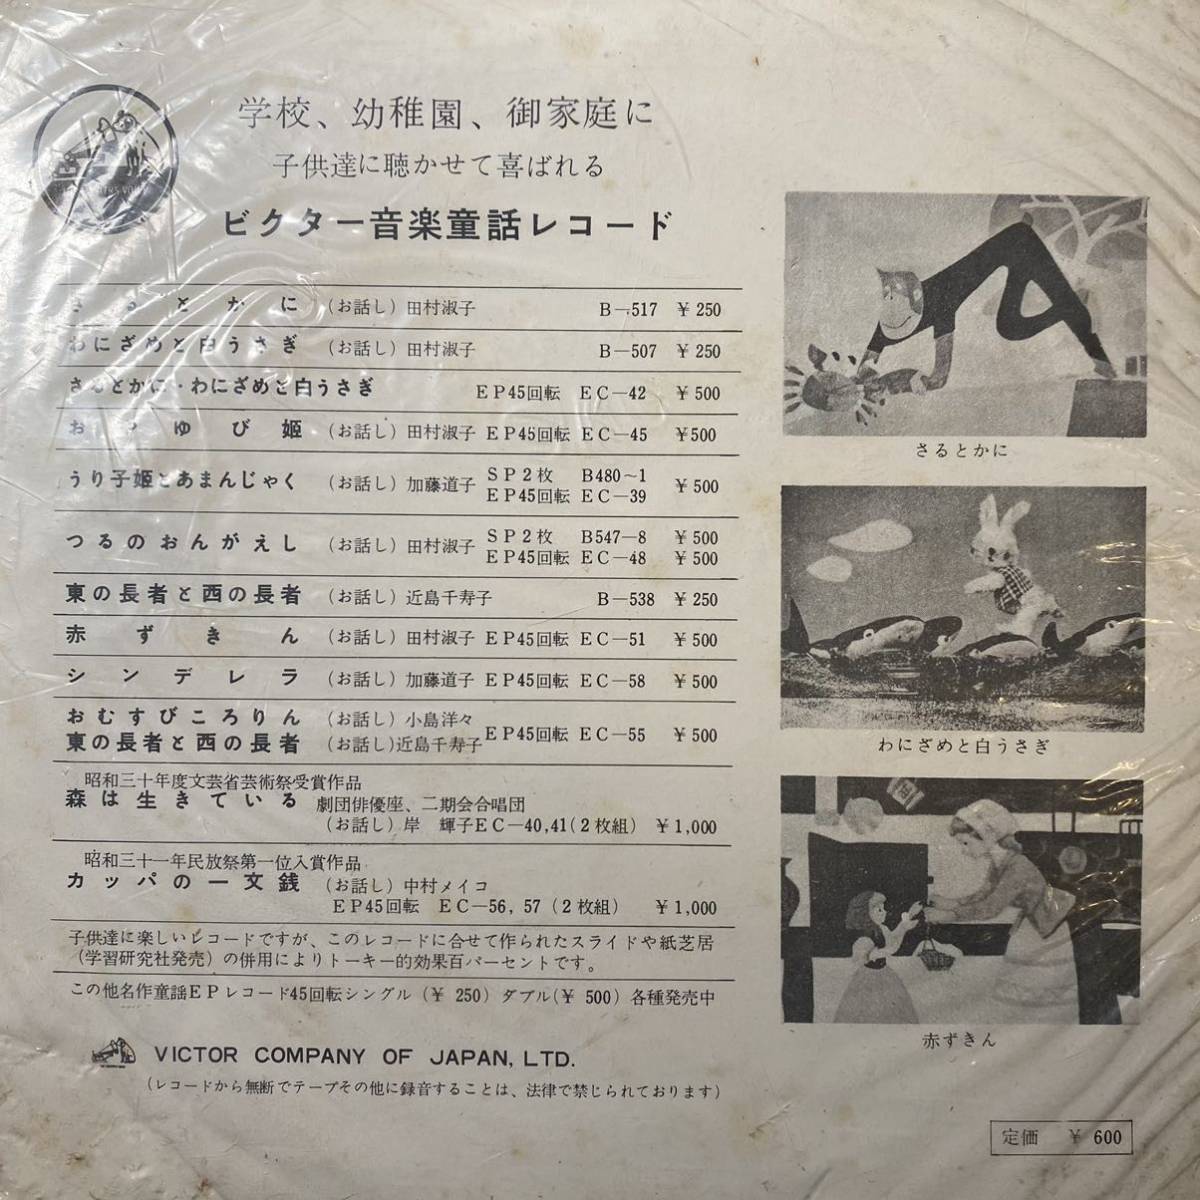 学校、幼稚園、御家庭に
子供達に聴かせて喜ばれる
ビクター音楽童話レコード
さるとかに (お話し) 田村淑子 B—517 ¥250
わにざめと白うさぎ (お話し) 田村淑子 B—507 ¥250
さるとかに・わにざめと白うさぎ EP45回転 EC—42 ¥500
おやゆび姫 (お話し) 田村淑子 EP45回転 EC—45 ¥500
うり子姫とあまんじゃく (お話し) 加藤道子 SP2枚 B480~1
EP45回転 EC—39 ¥500
つるのおんがえし (お話し) 田村淑子 SP2枚 B547—8 ¥500
EP45回転 EC—48 ¥500
東の長者と西の長者 (お話し) 近島千寿子 B—538 ¥250
赤ずきん (お話し) 田村淑子 EP45回転 EC—51 ¥500
シンデレラ (お話し) 加藤道子 EP45回転 EC—58 ¥500
おむすびころりん (お話し) 小島洋々
東の長者と西の長者 (お話し) 近島千寿子 EP45回転 EC—55 ¥500
昭和三十年度文芸省芸術祭受賞作品
森は生きている 劇団俳優座、二期会合唱団
(お話し) 岸 輝子 EC—40,41(2枚組) ¥1,000
昭和三十一年民放祭第一位入賞作品
カッパの一文銭 (お話し) 中村メイコ
EP45回転 EC—56, 57 (2枚組) ¥1,000
子供達に楽しいレコードですが、このレコードに合せて作られたスライドや紙芝居
(学習研究社発売) の併用によりトーキー的効果百パーセントです。
この他名作童謡EPレコード45回転シングル (¥ 250) ダブル(¥ 500) 各種発売中
VICTOR COMPANY OF JAPAN, LTD.
(レコードから無断でテープその他に録音することは、法律で禁じられております)
さるとかに
わにざめと白うさぎ
赤ずきん
定価 ¥ 600